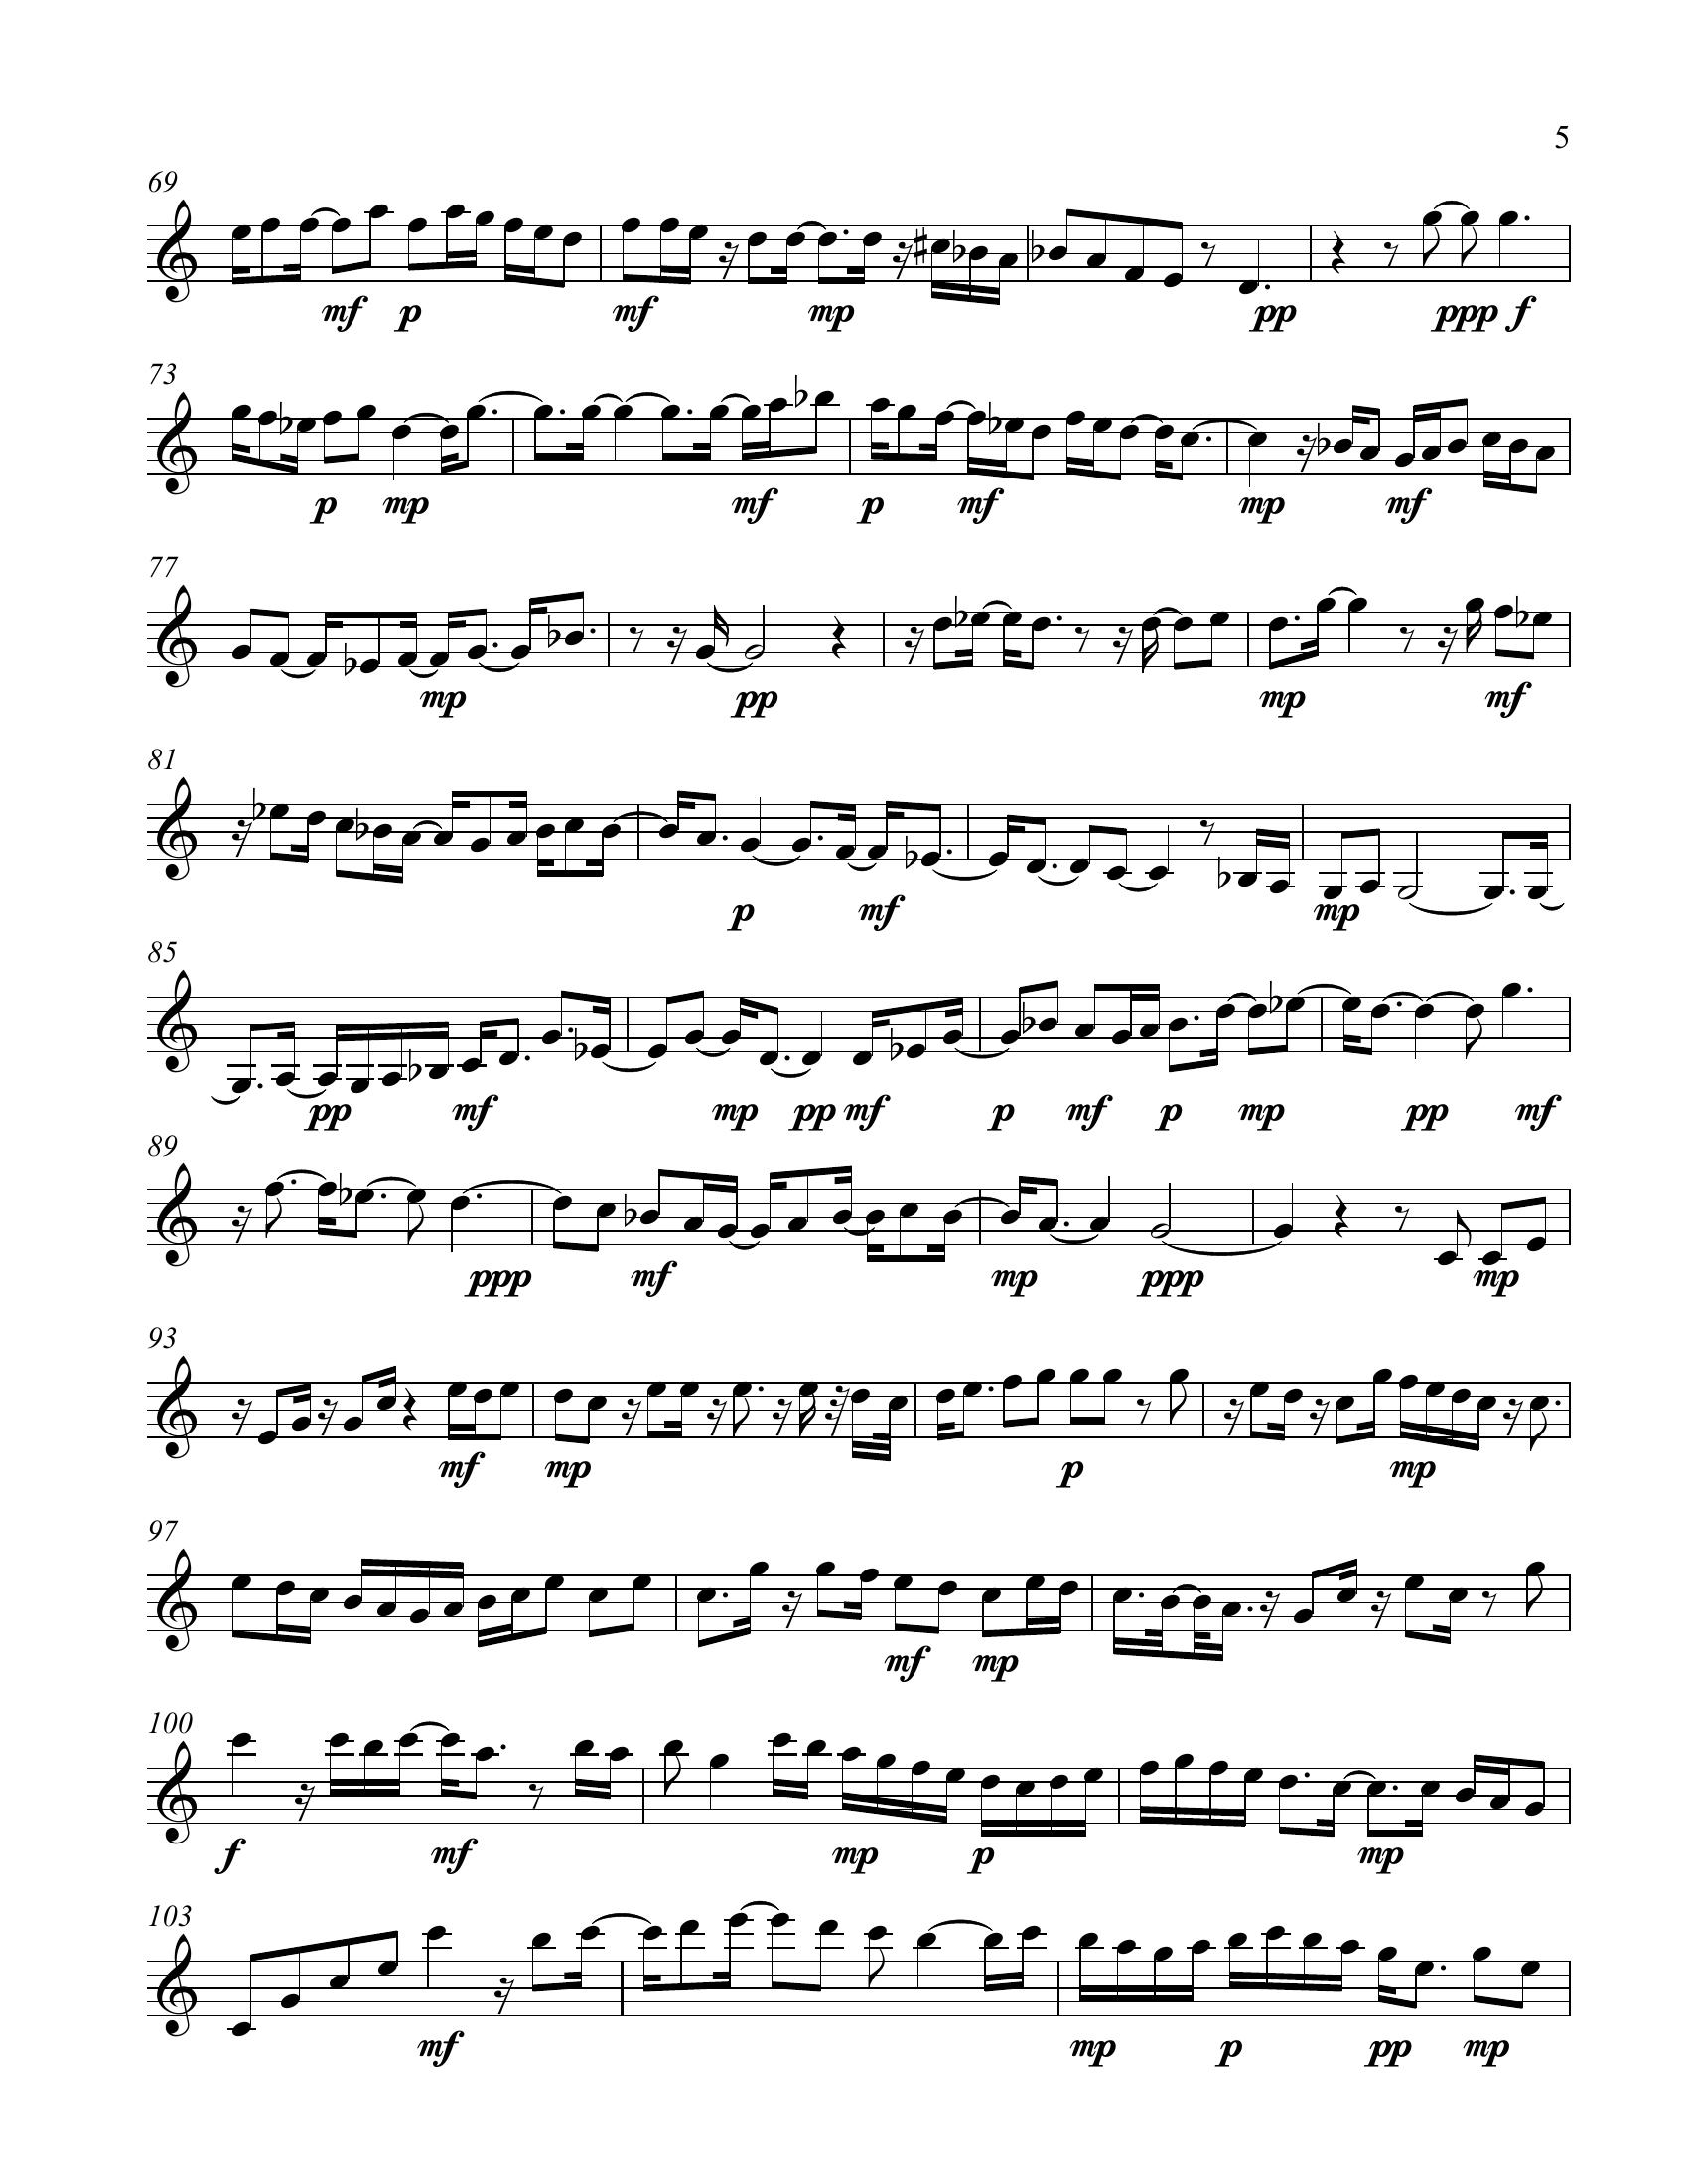 5
69
mf p mf mp pp ppp f
73
p mp mf p mf mp mf
77
mp pp mp mf
81
p mf mp
85
pp mf mp pp mf p mf p mp pp mf
89
ppp mf mp ppp mp
93
mf mp p mp
97
mf mp
100
f mf mp p mp
103
mf mp p pp mp